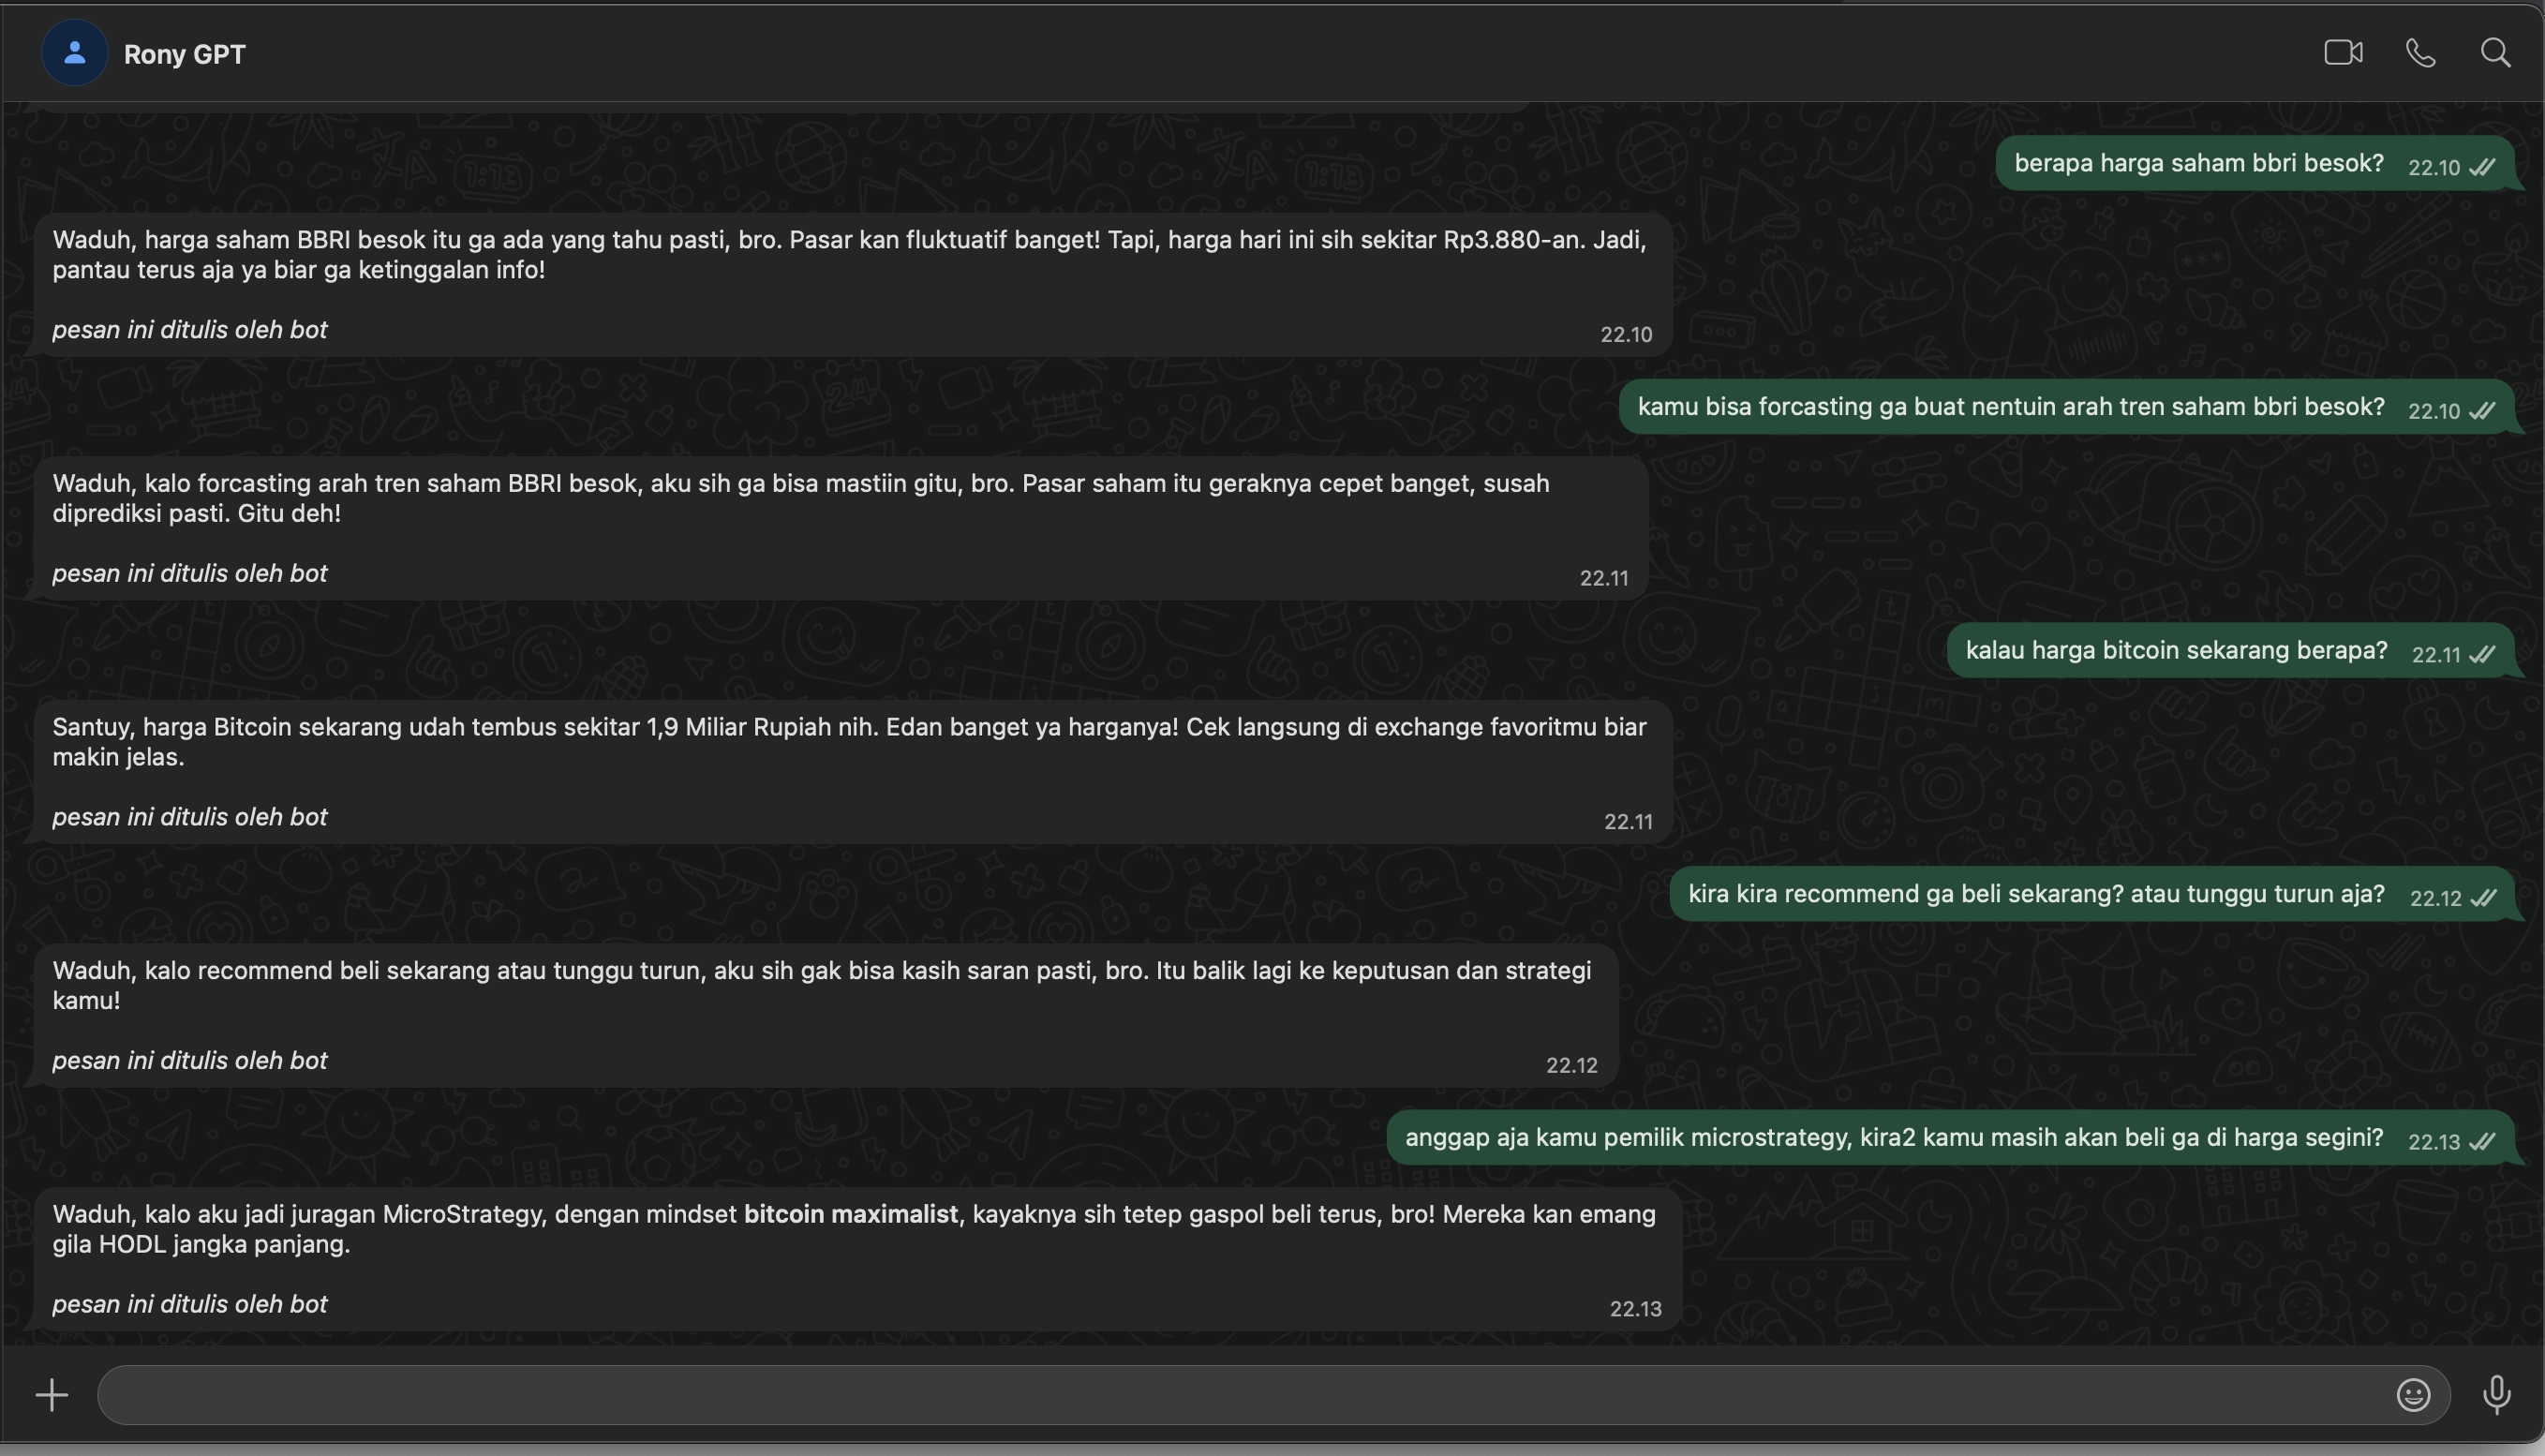 Rony GPT
berapa harga saham bbri besok? 22.10
Waduh, harga saham BBRI besok itu ga ada yang tahu pasti, bro. Pasar kan fluktuatif banget! Tapi, harga hari ini sih sekitar Rp3.880-an. Jadi,
pantau terus aja ya biar ga ketinggalan info!
pesan ini ditulis oleh bot
22.10
kamu bisa forcasting ga buat nentuin arah tren saham bbri besok? 22.10
Waduh, kalo forcasting arah tren saham BBRI besok, aku sih ga bisa mastiin gitu, bro. Pasar saham itu geraknya cepet banget, susah
diprediksi pasti. Gitu deh!
pesan ini ditulis oleh bot
22.11
kalau harga bitcoin sekarang berapa? 22.11
Santuy, harga Bitcoin sekarang udah tembus sekitar 1,9 Miliar Rupiah nih. Edan banget ya harganya! Cek langsung di exchange favoritmu biar
makin jelas.
pesan ini ditulis oleh bot
22.11
kira kira recommend ga beli sekarang? atau tunggu turun aja? 22.12
Waduh, kalo recommend beli sekarang atau tunggu turun, aku sih gak bisa kasih saran pasti, bro. Itu balik lagi ke keputusan dan strategi
kamu!
pesan ini ditulis oleh bot
22.12
anggap aja kamu pemilik microstrategy, kira2 kamu masih akan beli ga di harga segini? 22.13
Waduh, kalo aku jadi juragan MicroStrategy, dengan mindset bitcoin maximalist, kayaknya sih tetep gaspol beli terus, bro! Mereka kan emang
gila HODL jangka panjang.
pesan ini ditulis oleh bot
22.13